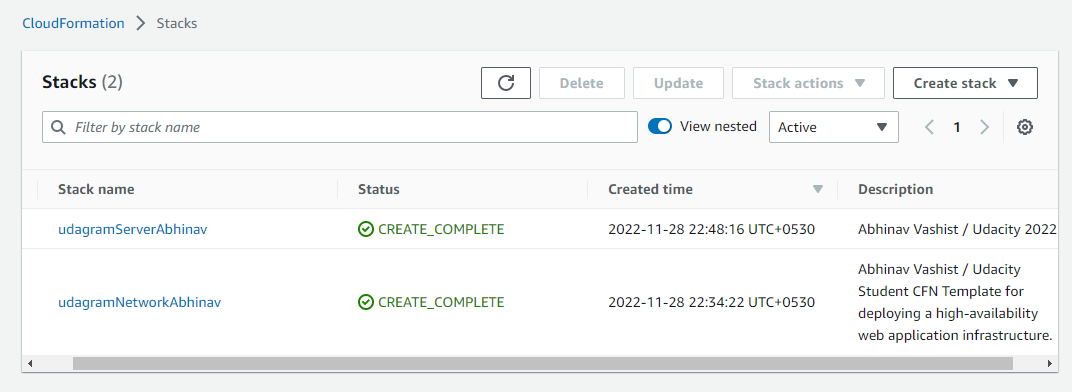 CloudFormation > Stacks
Stacks (2)
Delete
Update
Stack actions
Create stack
Filter by stack name
View nested
Active
1
Stack name Status Created time Description
udagramServerAbhinav CREATE_COMPLETE 2022-11-28 22:48:16 UTC+0530 Abhinav Vashist / Udacity 2022
udagramNetworkAbhinav CREATE_COMPLETE 2022-11-28 22:34:22 UTC+0530 Abhinav Vashist / Udacity
Student CFN Template for
deploying a high-availability
web application infrastructure.